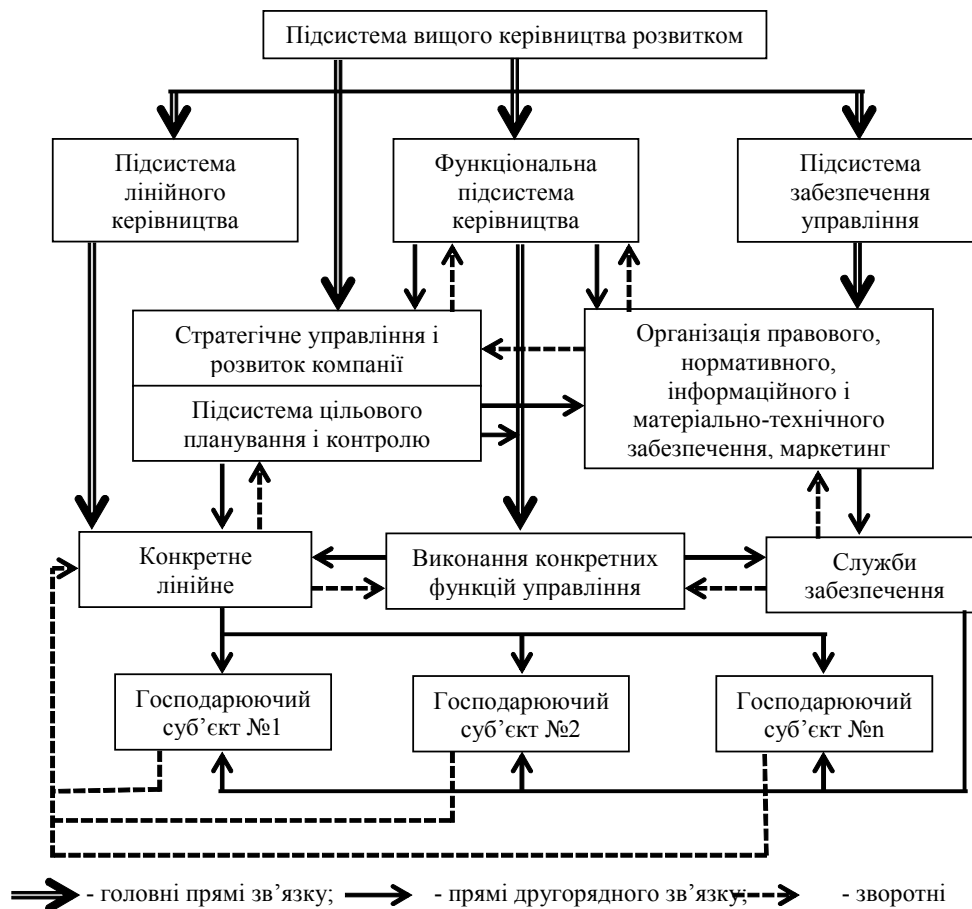 Підсистема вищого керівництва розвитком
Підсистема
лінійного
керівництва
Функціональна
підсистема
керівництва
Підсистема
забезпечення
управління
Стратегічне управління і
розвиток компанії
Підсистема цільового
планування і контролю
Організація правового,
нормативного,
інформаційного і
матеріально-технічного
забезпечення, маркетинг
Конкретне
лінійне
Виконання конкретних
функцій управління
Служби
забезпечення
Господарюючий
суб’єкт №1
Господарюючий
суб’єкт №2
Господарюючий
суб’єкт №n
- головні прямі зв’язку; - прямі другорядного зв’язку; - зворотні